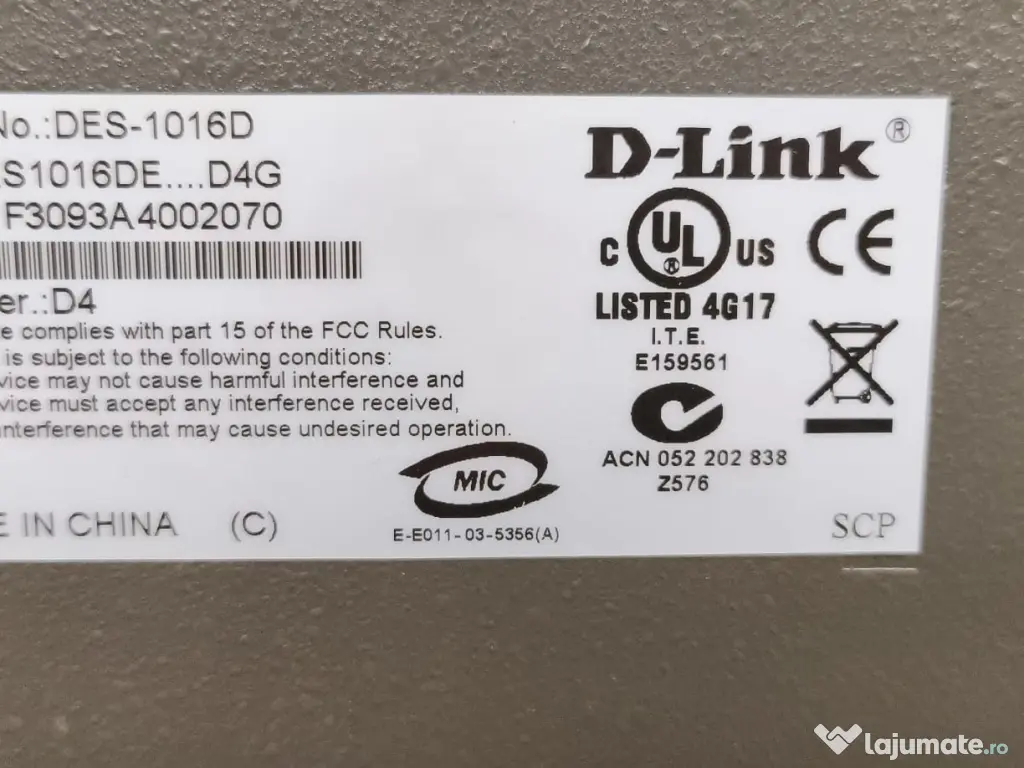 No.:DES-1016D
S1016DE....D4G
F3093A4002070
er.:D4
e complies with part 15 of the FCC Rules.
is subject to the following conditions:
vice may not cause harmful interference and
vice must accept any interference received,
interference that may cause undesired operation.
E IN CHINA (C)
MIC
E-E011-03-5356(A)
D-Link®
C UL® US
CE
LISTED 4G17
I.T.E.
E159561
ACN 052 202 838
Z576
SCP
lajumate.ro